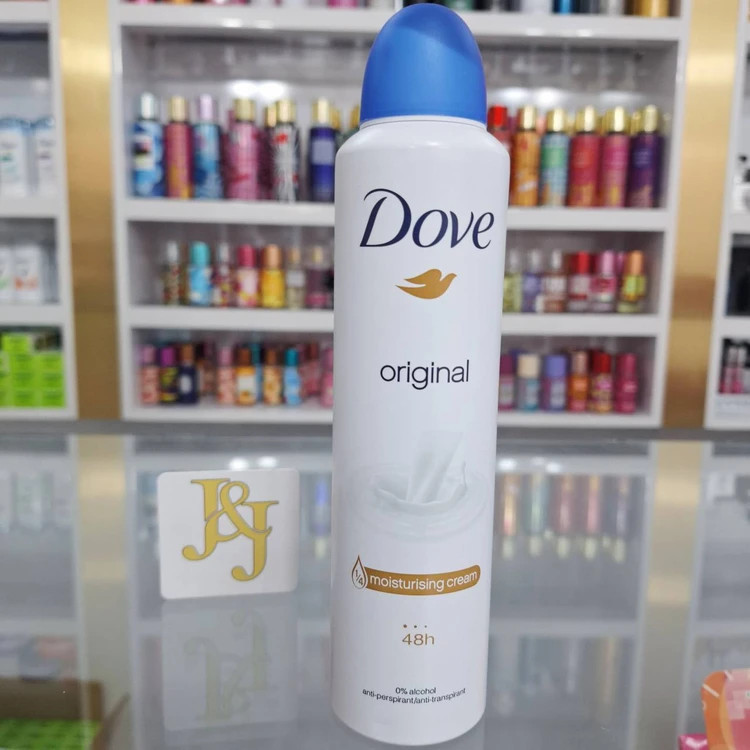 Dove
original
1/4 moisturising cream
48h
0% alcohol
anti-perspirant/anti-transpirant
J&J